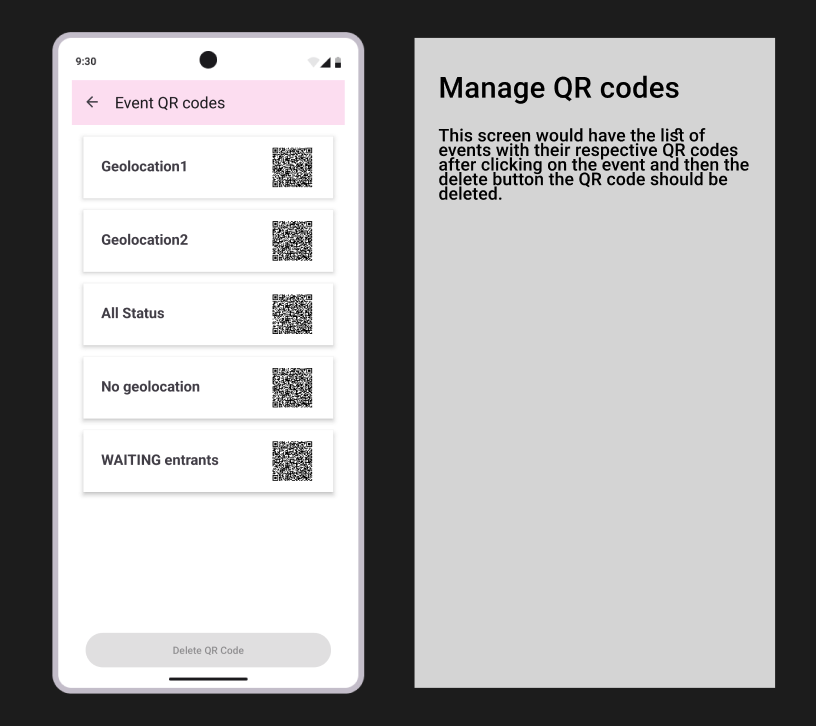 9:30
Event QR codes
Geolocation1
Geolocation2
All Status
No geolocation
WAITING entrants
Delete QR Code
Manage QR codes
This screen would have the list of
events with their respective QR codes
after clicking on the event and then the
delete button the QR code should be
deleted.